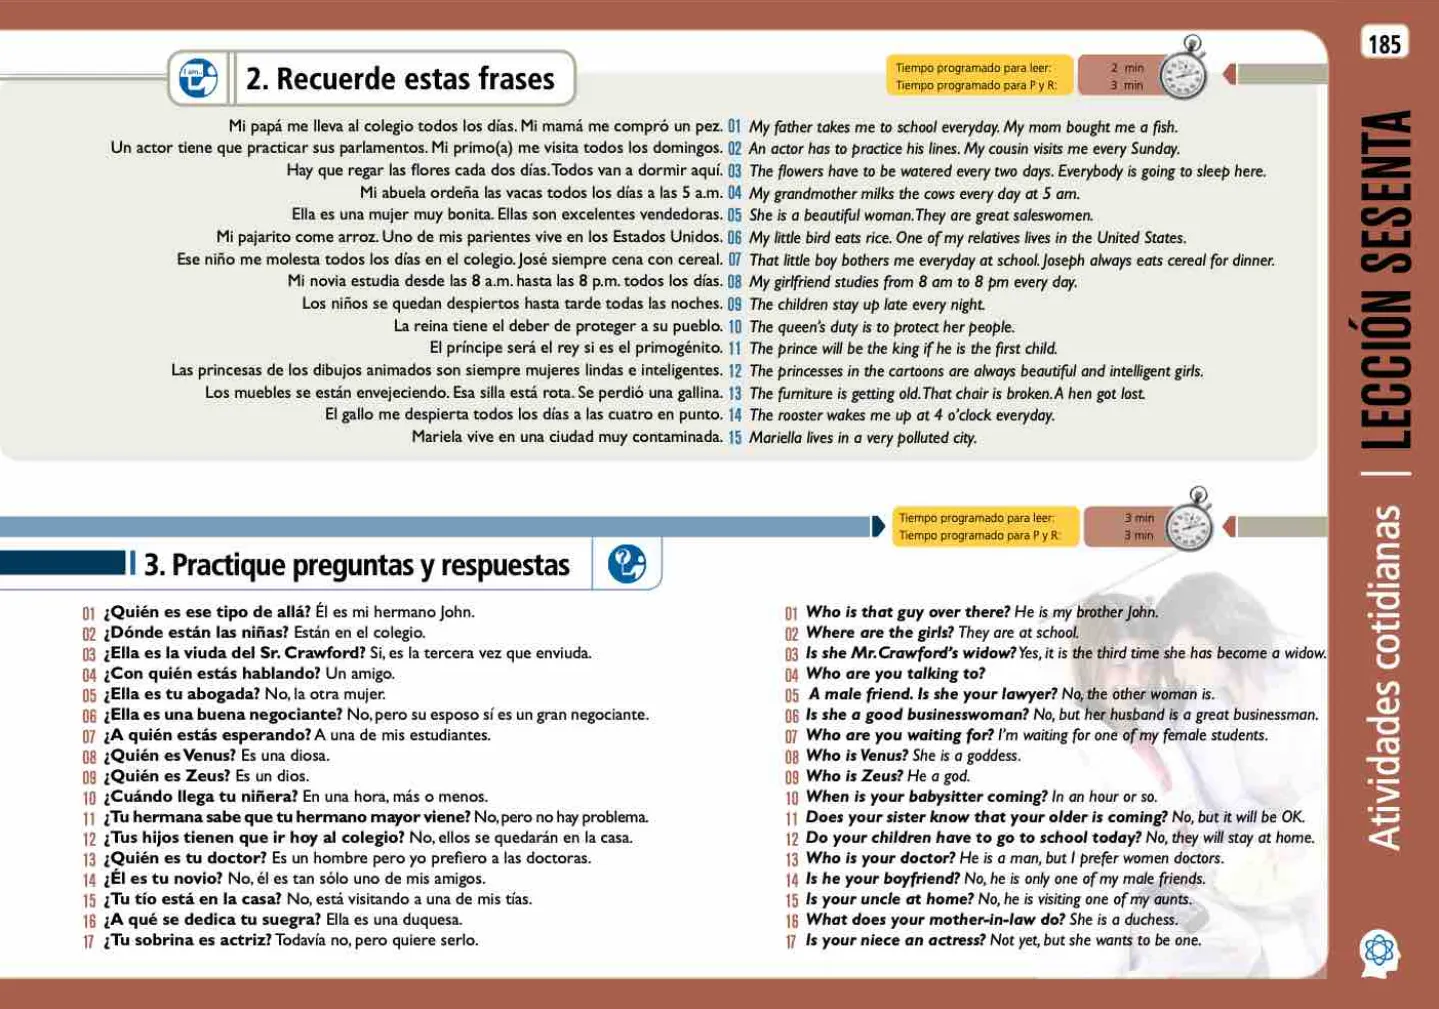 185
I am...
2. Recuerde estas frases
Tiempo programado para leer: 2 min
Tiempo programado para P y R: 3 min
Mi papá me lleva al colegio todos los días. Mi mamá me compró un pez. 01 My father takes me to school everyday. My mom bought me a fish.
Un actor tiene que practicar sus parlamentos. Mi primo(a) me visita todos los domingos. 02 An actor has to practice his lines. My cousin visits me every Sunday.
Hay que regar las flores cada dos días. Todos van a dormir aquí. 03 The flowers have to be watered every two days. Everybody is going to sleep here.
Mi abuela ordeña las vacas todos los días a las 5 a.m. 04 My grandmother milks the cows every day at 5 am.
Ella es una mujer muy bonita. Ellas son excelentes vendedoras. 05 She is a beautiful woman. They are great saleswomen.
Mi pajarito come arroz. Uno de mis parientes vive en los Estados Unidos. 06 My little bird eats rice. One of my relatives lives in the United States.
Ese niño me molesta todos los días en el colegio. José siempre cena con cereal. 07 That little boy bothers me everyday at school. Joseph always eats cereal for dinner.
Mi novia estudia desde las 8 a.m. hasta las 8 p.m. todos los días. 08 My girlfriend studies from 8 am to 8 pm every day.
Los niños se quedan despiertos hasta tarde todas las noches. 09 The children stay up late every night.
La reina tiene el deber de proteger a su pueblo. 10 The queen's duty is to protect her people.
El príncipe será el rey si es el primogénito. 11 The prince will be the king if he is the first child.
Las princesas de los dibujos animados son siempre mujeres lindas e inteligentes. 12 The princesses in the cartoons are always beautiful and intelligent girls.
Los muebles se están envejeciendo. Esa silla está rota. Se perdió una gallina. 13 The furniture is getting old. That chair is broken. A hen got lost.
El gallo me despierta todos los días a las cuatro en punto. 14 The rooster wakes me up at 4 o'clock everyday.
Mariela vive en una ciudad muy contaminada. 15 Mariella lives in a very polluted city.
Tiempo programado para leer: 3 min
Tiempo programado para P y R: 3 min
3. Practique preguntas y respuestas
01 ¿Quién es ese tipo de allá? Él es mi hermano John.
02 ¿Dónde están las niñas? Están en el colegio.
03 ¿Ella es la viuda del Sr. Crawford? Sí, es la tercera vez que enviuda.
04 ¿Con quién estás hablando? Un amigo.
05 ¿Ella es tu abogada? No, la otra mujer.
06 ¿Ella es una buena negociante? No, pero su esposo sí es un gran negociante.
07 ¿A quién estás esperando? A una de mis estudiantes.
08 ¿Quién es Venus? Es una diosa.
09 ¿Quién es Zeus? Es un dios.
10 ¿Cuándo llega tu niñera? En una hora, más o menos.
11 ¿Tu hermana sabe que tu hermano mayor viene? No, pero no hay problema.
12 ¿Tus hijos tienen que ir hoy al colegio? No, ellos se quedarán en la casa.
13 ¿Quién es tu doctor? Es un hombre pero yo prefiero a las doctoras.
14 ¿Él es tu novio? No, él es tan sólo uno de mis amigos.
15 ¿Tu tío está en la casa? No, está visitando a una de mis tías.
16 ¿A qué se dedica tu suegra? Ella es una duquesa.
17 ¿Tu sobrina es actriz? Todavía no, pero quiere serlo.
01 Who is that guy over there? He is my brother John.
02 Where are the girls? They are at school.
03 Is she Mr. Crawford's widow? Yes, it is the third time she has become a widow.
04 Who are you talking to?
05 A male friend. Is she your lawyer? No, the other woman is.
06 Is she a good businesswoman? No, but her husband is a great businessman.
07 Who are you waiting for? I'm waiting for one of my female students.
08 Who is Venus? She is a goddess.
09 Who is Zeus? He a god.
10 When is your babysitter coming? In an hour or so.
11 Does your sister know that your older is coming? No, but it will be OK.
12 Do your children have to go to school today? No, they will stay at home.
13 Who is your doctor? He is a man, but I prefer women doctors.
14 Is he your boyfriend? No, he is only one of my male friends.
15 Is your uncle at home? No, he is visiting one of my aunts.
16 What does your mother-in-law do? She is a duchess.
17 Is your niece an actress? Not yet, but she wants to be one.
Actividades cotidianas | LECCIÓN SESENTA